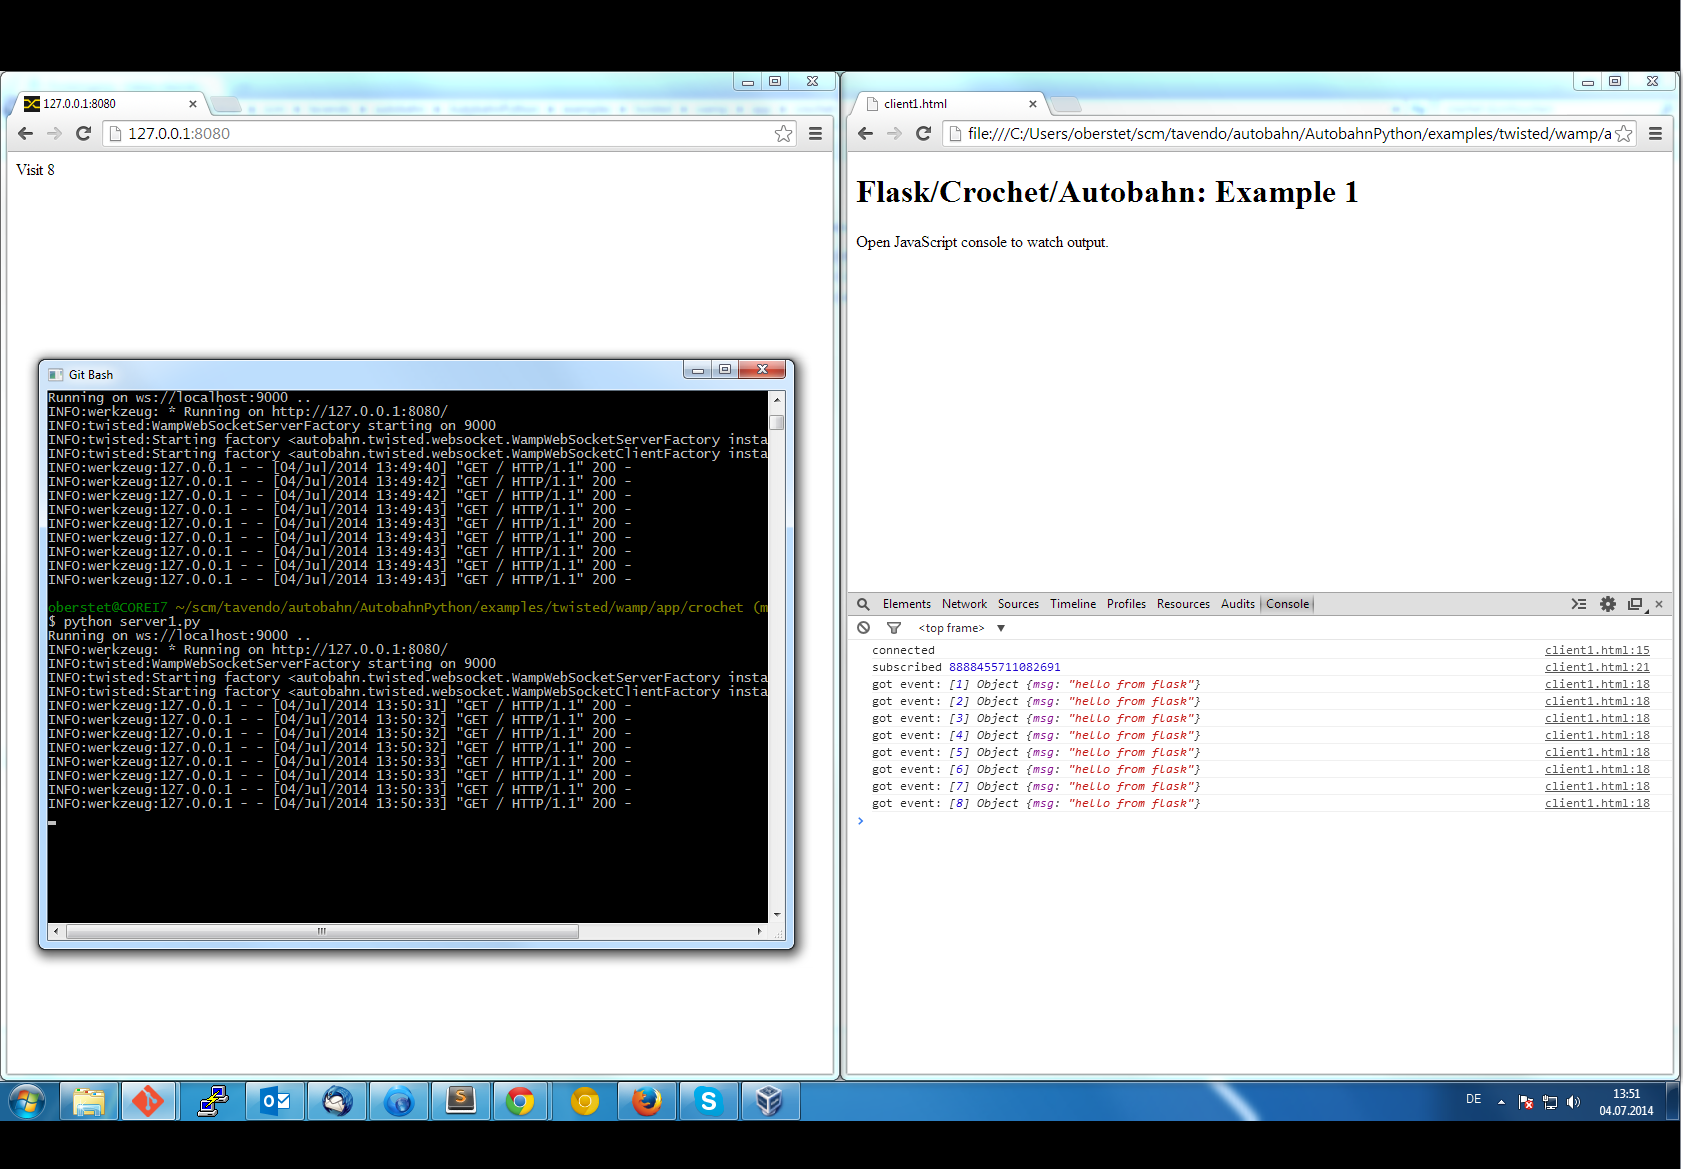 127.0.0.1:8080
127.0.0.1:8080
Visit 8
Git Bash
Running on ws://localhost:9000 ..
INFO:werkzeug: * Running on http://127.0.0.1:8080/
INFO:twisted:WampWebSocketServerFactory starting on 9000
INFO:twisted:Starting factory <autobahn.twisted.websocket.WampWebSocketServerFactory insta
INFO:twisted:Starting factory <autobahn.twisted.websocket.WampWebSocketClientFactory insta
INFO:werkzeug:127.0.0.1 - - [04/Jul/2014 13:49:40] "GET / HTTP/1.1" 200 -
INFO:werkzeug:127.0.0.1 - - [04/Jul/2014 13:49:42] "GET / HTTP/1.1" 200 -
INFO:werkzeug:127.0.0.1 - - [04/Jul/2014 13:49:42] "GET / HTTP/1.1" 200 -
INFO:werkzeug:127.0.0.1 - - [04/Jul/2014 13:49:43] "GET / HTTP/1.1" 200 -
INFO:werkzeug:127.0.0.1 - - [04/Jul/2014 13:49:43] "GET / HTTP/1.1" 200 -
INFO:werkzeug:127.0.0.1 - - [04/Jul/2014 13:49:43] "GET / HTTP/1.1" 200 -
INFO:werkzeug:127.0.0.1 - - [04/Jul/2014 13:49:43] "GET / HTTP/1.1" 200 -
INFO:werkzeug:127.0.0.1 - - [04/Jul/2014 13:49:43] "GET / HTTP/1.1" 200 -
INFO:werkzeug:127.0.0.1 - - [04/Jul/2014 13:49:43] "GET / HTTP/1.1" 200 -
oberstet@COREI7 ~/scm/tavendo/autobahn/AutobahnPython/examples/twisted/wamp/app/crochet (m
$ python server1.py
Running on ws://localhost:9000 ..
INFO:werkzeug: * Running on http://127.0.0.1:8080/
INFO:twisted:WampWebSocketServerFactory starting on 9000
INFO:twisted:Starting factory <autobahn.twisted.websocket.WampWebSocketServerFactory insta
INFO:twisted:Starting factory <autobahn.twisted.websocket.WampWebSocketClientFactory insta
INFO:werkzeug:127.0.0.1 - - [04/Jul/2014 13:50:31] "GET / HTTP/1.1" 200 -
INFO:werkzeug:127.0.0.1 - - [04/Jul/2014 13:50:32] "GET / HTTP/1.1" 200 -
INFO:werkzeug:127.0.0.1 - - [04/Jul/2014 13:50:32] "GET / HTTP/1.1" 200 -
INFO:werkzeug:127.0.0.1 - - [04/Jul/2014 13:50:32] "GET / HTTP/1.1" 200 -
INFO:werkzeug:127.0.0.1 - - [04/Jul/2014 13:50:33] "GET / HTTP/1.1" 200 -
INFO:werkzeug:127.0.0.1 - - [04/Jul/2014 13:50:33] "GET / HTTP/1.1" 200 -
INFO:werkzeug:127.0.0.1 - - [04/Jul/2014 13:50:33] "GET / HTTP/1.1" 200 -
INFO:werkzeug:127.0.0.1 - - [04/Jul/2014 13:50:33] "GET / HTTP/1.1" 200 -
client1.html
file:///C:/Users/oberstet/scm/tavendo/autobahn/AutobahnPython/examples/twisted/wamp/a
Flask/Crochet/Autobahn: Example 1
Open JavaScript console to watch output.
Elements Network Sources Timeline Profiles Resources Audits Console
<top frame>
connected client1.html:15
subscribed 8888455711082691 client1.html:21
got event: [1] Object {msg: "hello from flask"} client1.html:18
got event: [2] Object {msg: "hello from flask"} client1.html:18
got event: [3] Object {msg: "hello from flask"} client1.html:18
got event: [4] Object {msg: "hello from flask"} client1.html:18
got event: [5] Object {msg: "hello from flask"} client1.html:18
got event: [6] Object {msg: "hello from flask"} client1.html:18
got event: [7] Object {msg: "hello from flask"} client1.html:18
got event: [8] Object {msg: "hello from flask"} client1.html:18
DE
13:51
04.07.2014